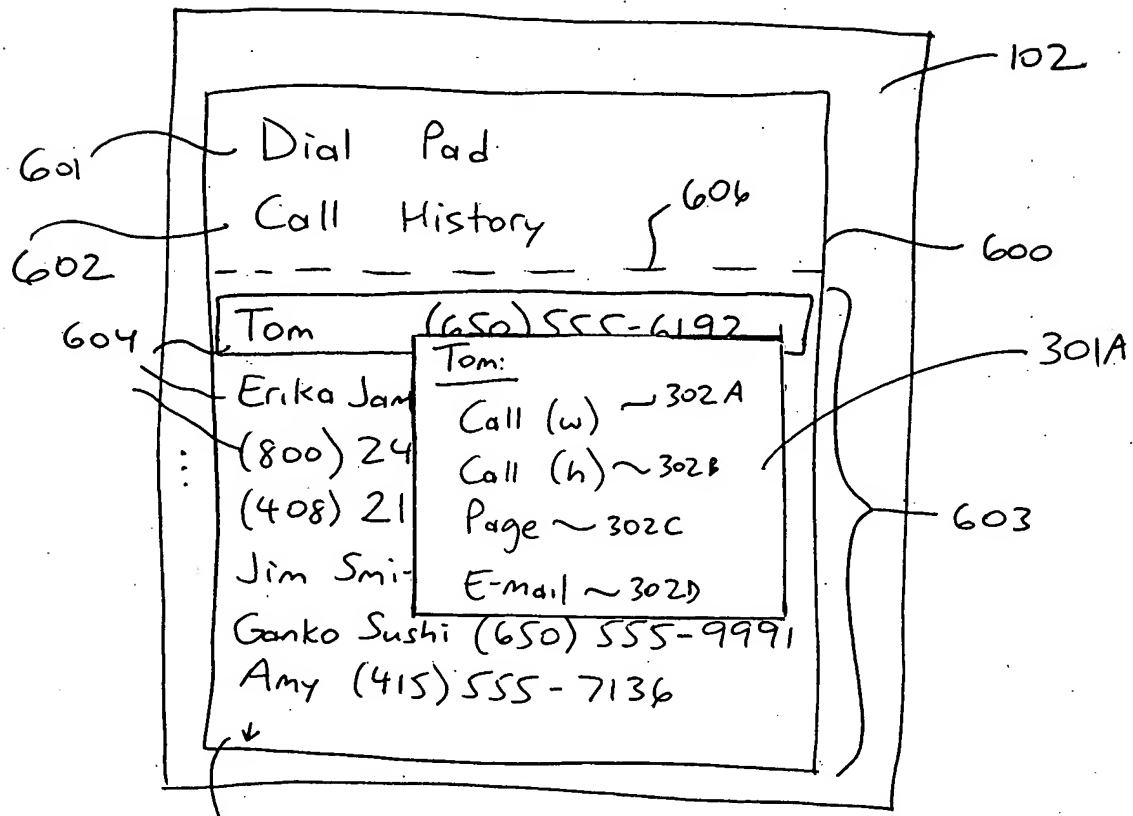 102
601
Dial Pad
606
Call History
602
600
Tom (650) 555-6192
604
301A
Tom:
Erika Jam
Call (w) ~302A
(800) 24
Call (h) ~302B
(408) 21
Page ~302C
603
Jim Smi
E-mail ~302D
Ganko Sushi (650) 555-9991
Amy (415) 555-7136